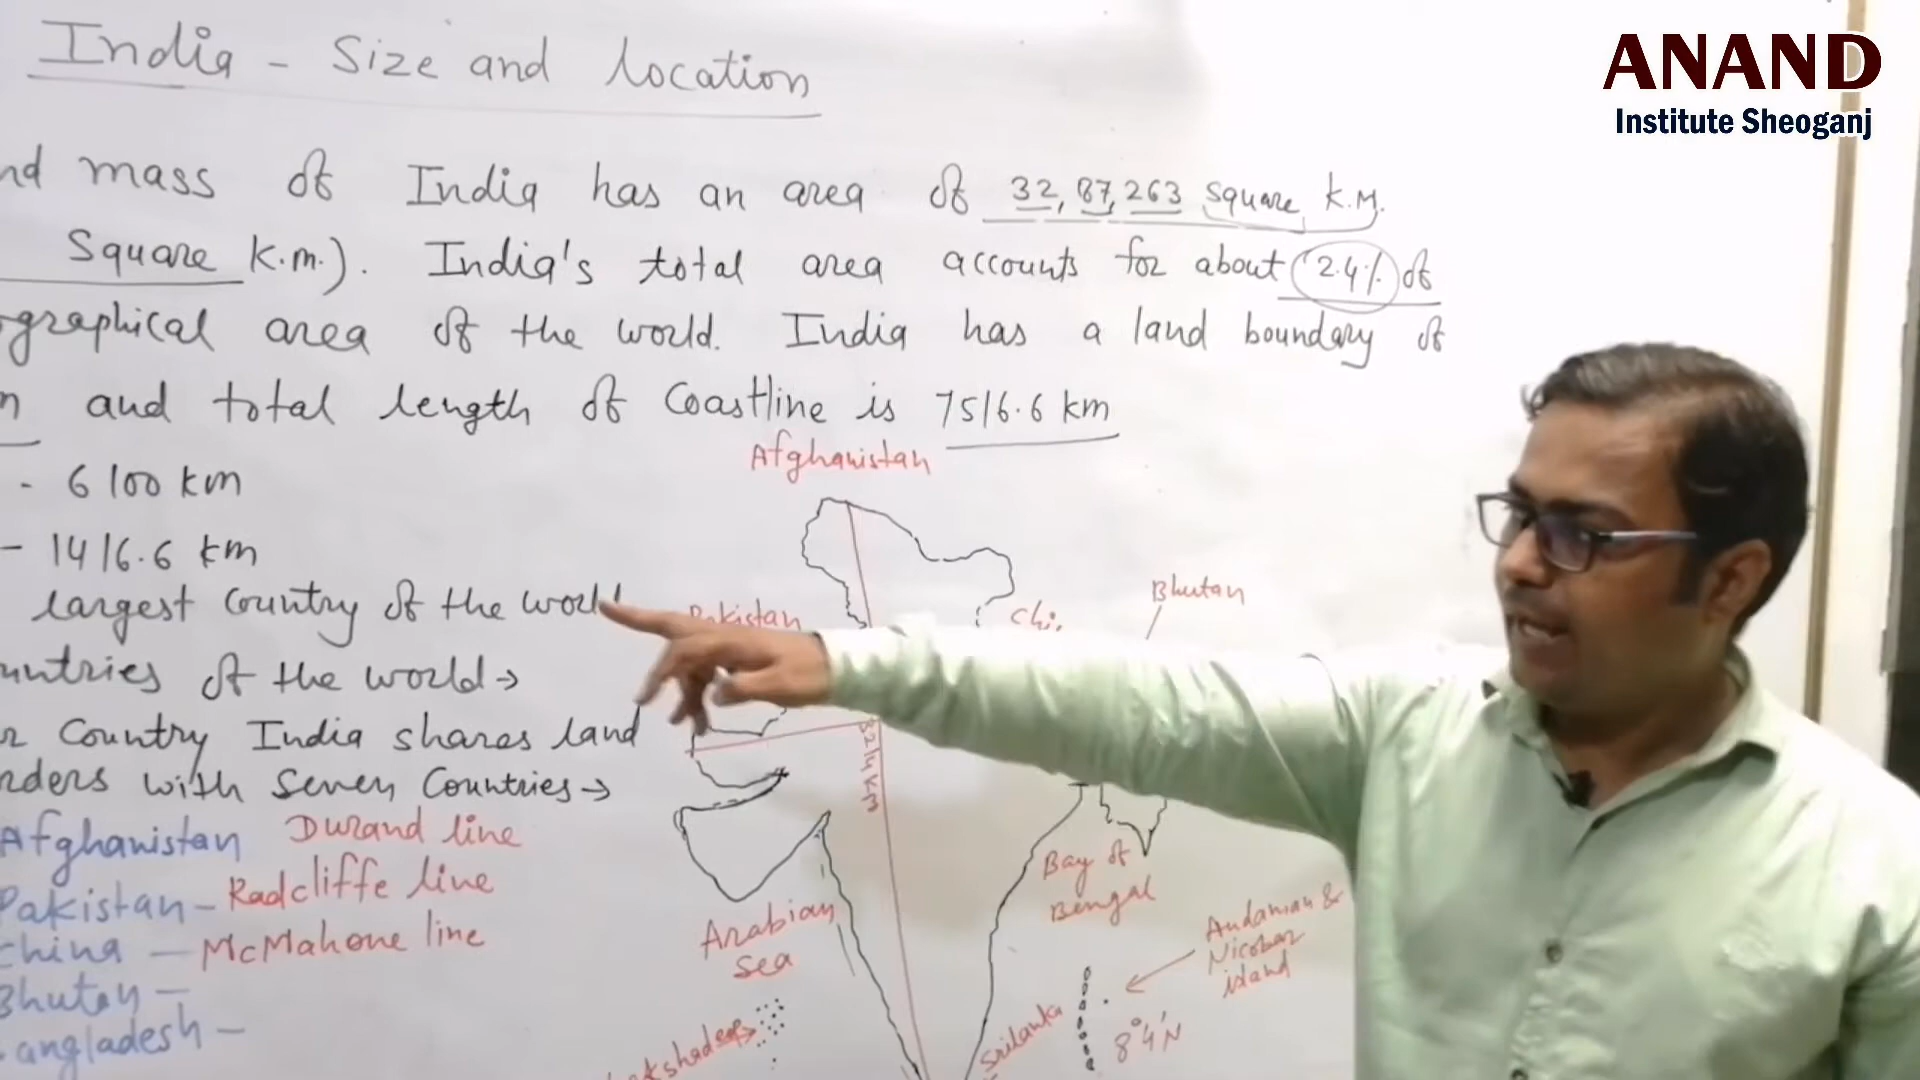 India - Size and location
ANAND
Institute Sheoganj
nd mass of India has an area of 32,87,263 square K.M.
Square K.m.). India's total area accounts for about 2.4% of
graphical area of the world. India has a land boundary of
and total length of Coastline is 7516.6 km
- 6100 km
- 1416.6 km
largest country of the world
untries of the world→
Country India shares land
rders with Seven Countries→
Afghanistan Durand line
Pakistan - Radcliffe line
China - McMahone line
Bhutan -
angladesh -
Afghanistan
Pakistan
Chi
Bhutan
3214 km
Bay of
Bengal
Arabian
Sea
Andaman &
Nicobar
island
kshadeep
Srilanka
8°4'N